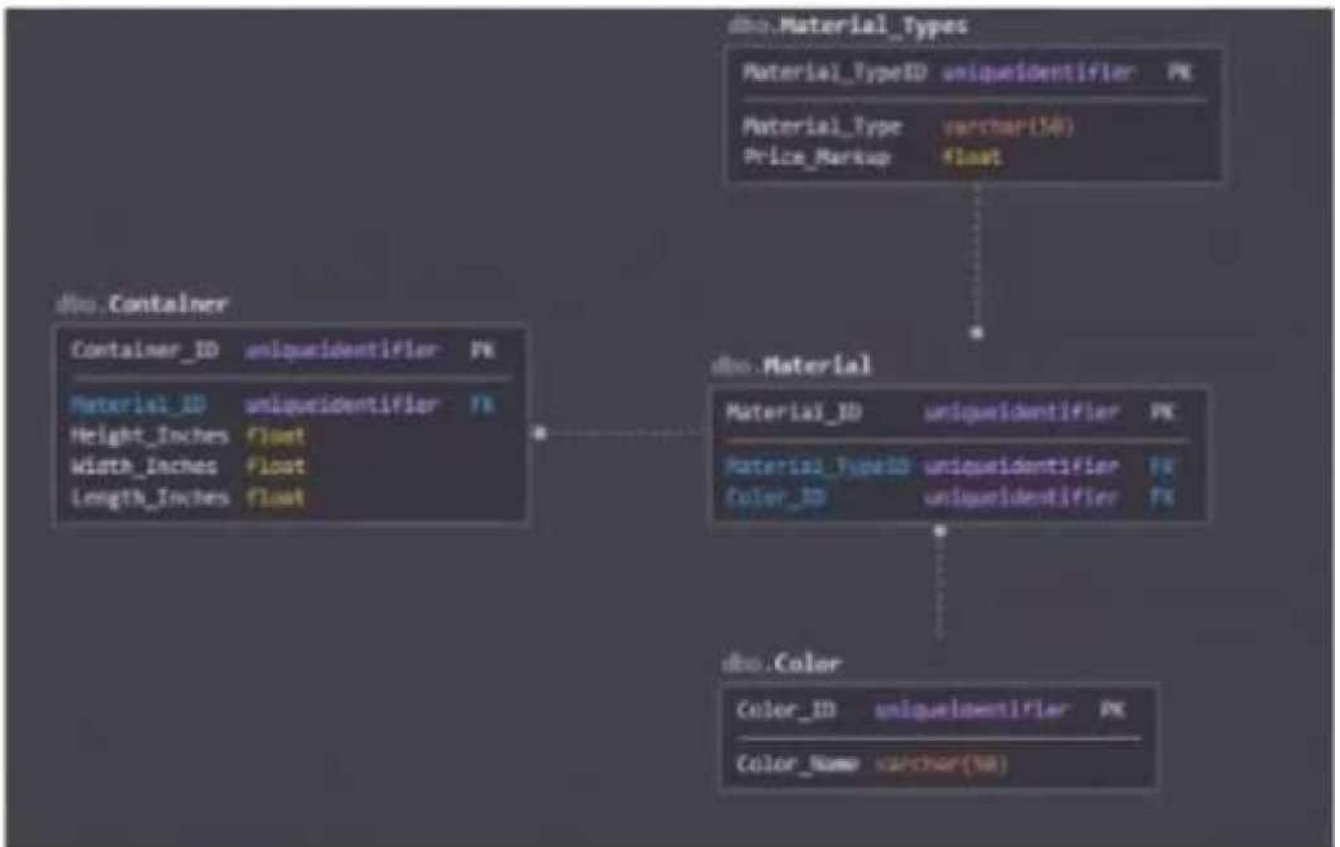 dbo.Material_Types
Material_TypeID uniqueidentifier PK
Material_Type varchar(50)
Price_Markup float
dbo.Container
Container_ID uniqueidentifier PK
Material_ID uniqueidentifier FK
Height_Inches float
Width_Inches float
Length_Inches float
dbo.Material
Material_ID uniqueidentifier PK
Material_TypeID uniqueidentifier FK
Color_ID uniqueidentifier FK
dbo.Color
Color_ID uniqueidentifier PK
Color_Name varchar(50)